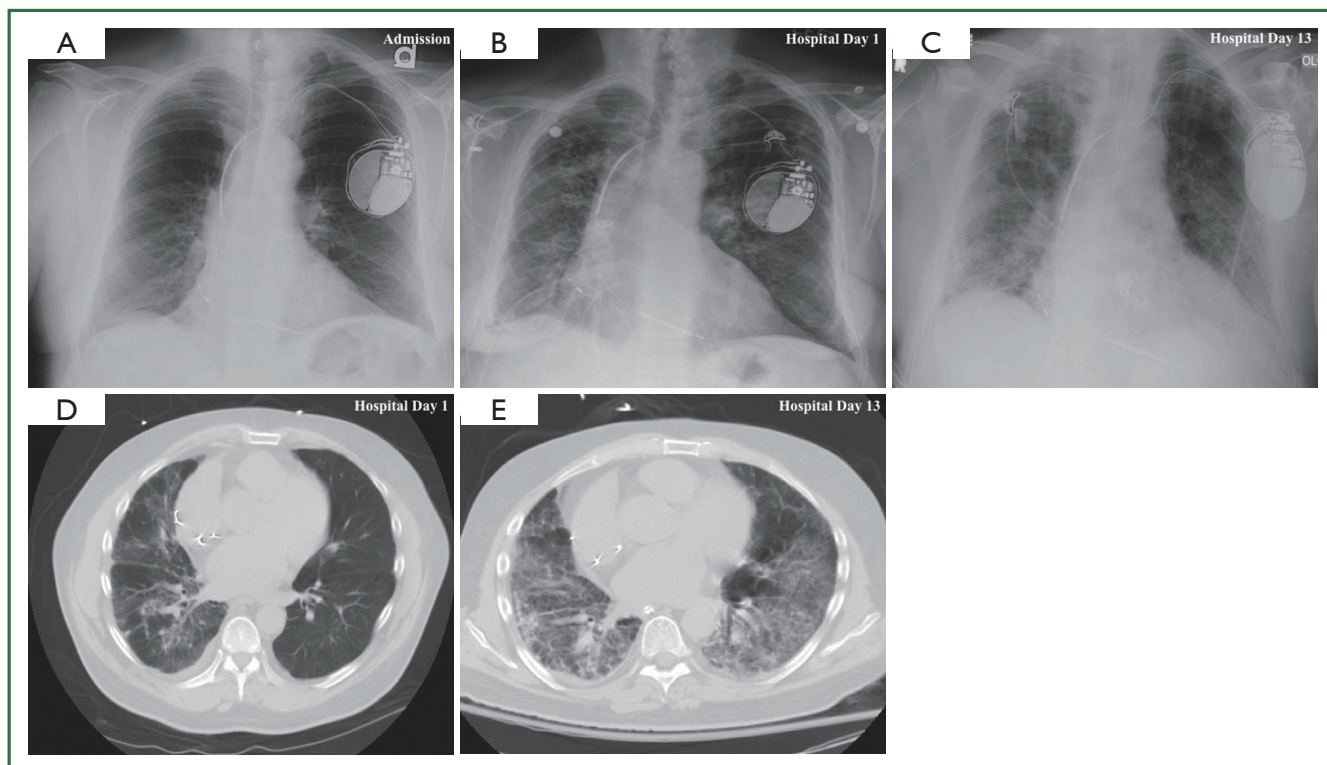 A
Admission
B
Hospital Day 1
C
Hospital Day 13
D
Hospital Day 1
E
Hospital Day 13